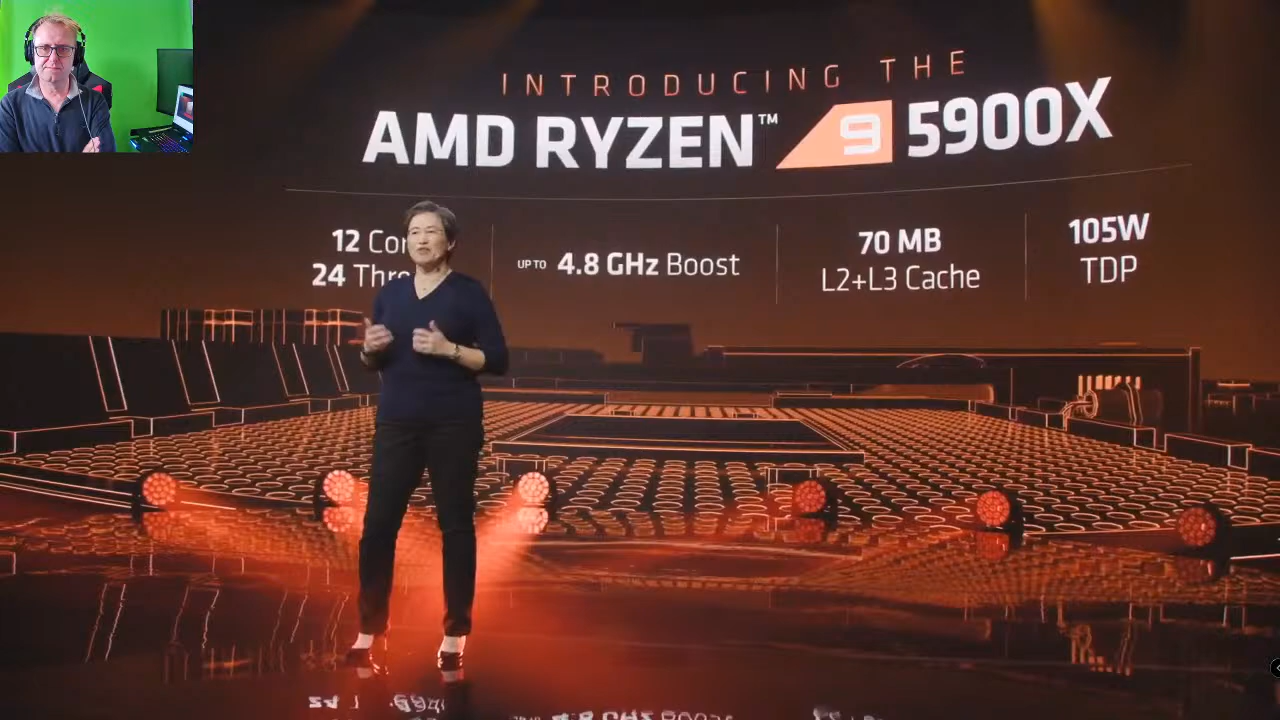 INTRODUCING THE
AMD RYZEN™ 9 5900X
12 Co
24 Thre
UP TO 4.8 GHz Boost
70 MB
L2+L3 Cache
105W
TDP